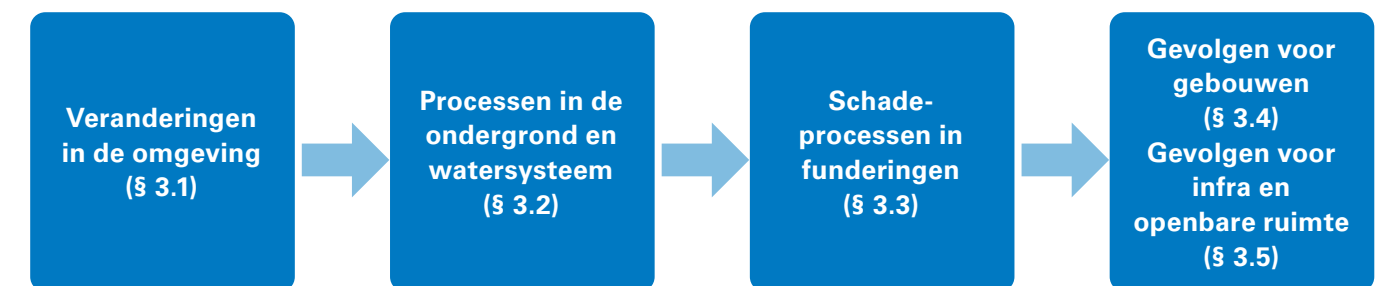 Veranderingen
in de omgeving
(§ 3.1)
Processen in de
ondergrond en
watersysteem
(§ 3.2)
Schade-
processen in
funderingen
(§ 3.3)
Gevolgen voor
gebouwen
(§ 3.4)
Gevolgen voor
infra en
openbare ruimte
(§ 3.5)